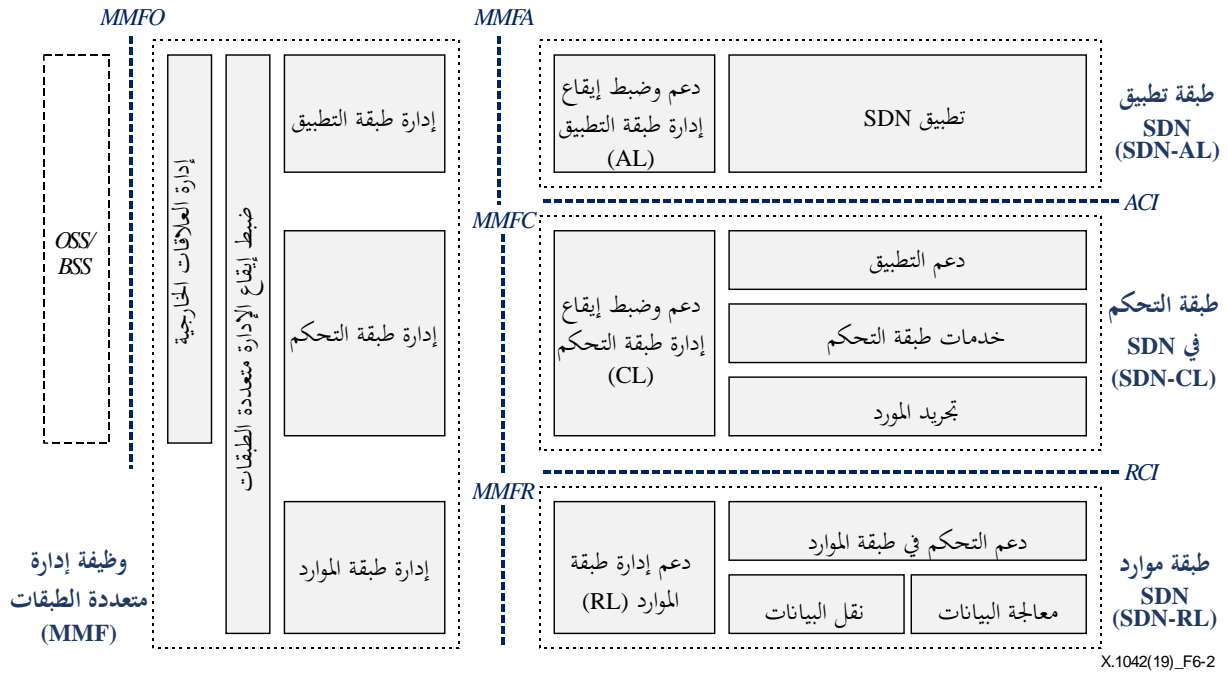 MMFO
MMFA
طبقة تطبيق
SDN
(SDN-AL)
تطبيق SDN
دعم وضبط إيقاع
إدارة طبقة التطبيق
(AL)
إدارة طبقة التطبيق
ضبط إيقاع الإدارة متعددة الطبقات
إدارة العلاقات الخارجية
OSS/
BSS
ACI
MMFC
طبقة التحكم
في SDN
(SDN-CL)
دعم التطبيق
خدمات طبقة التحكم
تجريد المورد
دعم وضبط إيقاع
إدارة طبقة التحكم
(CL)
إدارة طبقة التحكم
RCI
MMFR
طبقة موارد
SDN
(SDN-RL)
دعم التحكم في طبقة الموارد
معالجة البيانات
نقل البيانات
دعم إدارة طبقة
الموارد (RL)
إدارة طبقة الموارد
وظيفة إدارة
متعددة الطبقات
(MMF)
X.1042(19)_F6-2